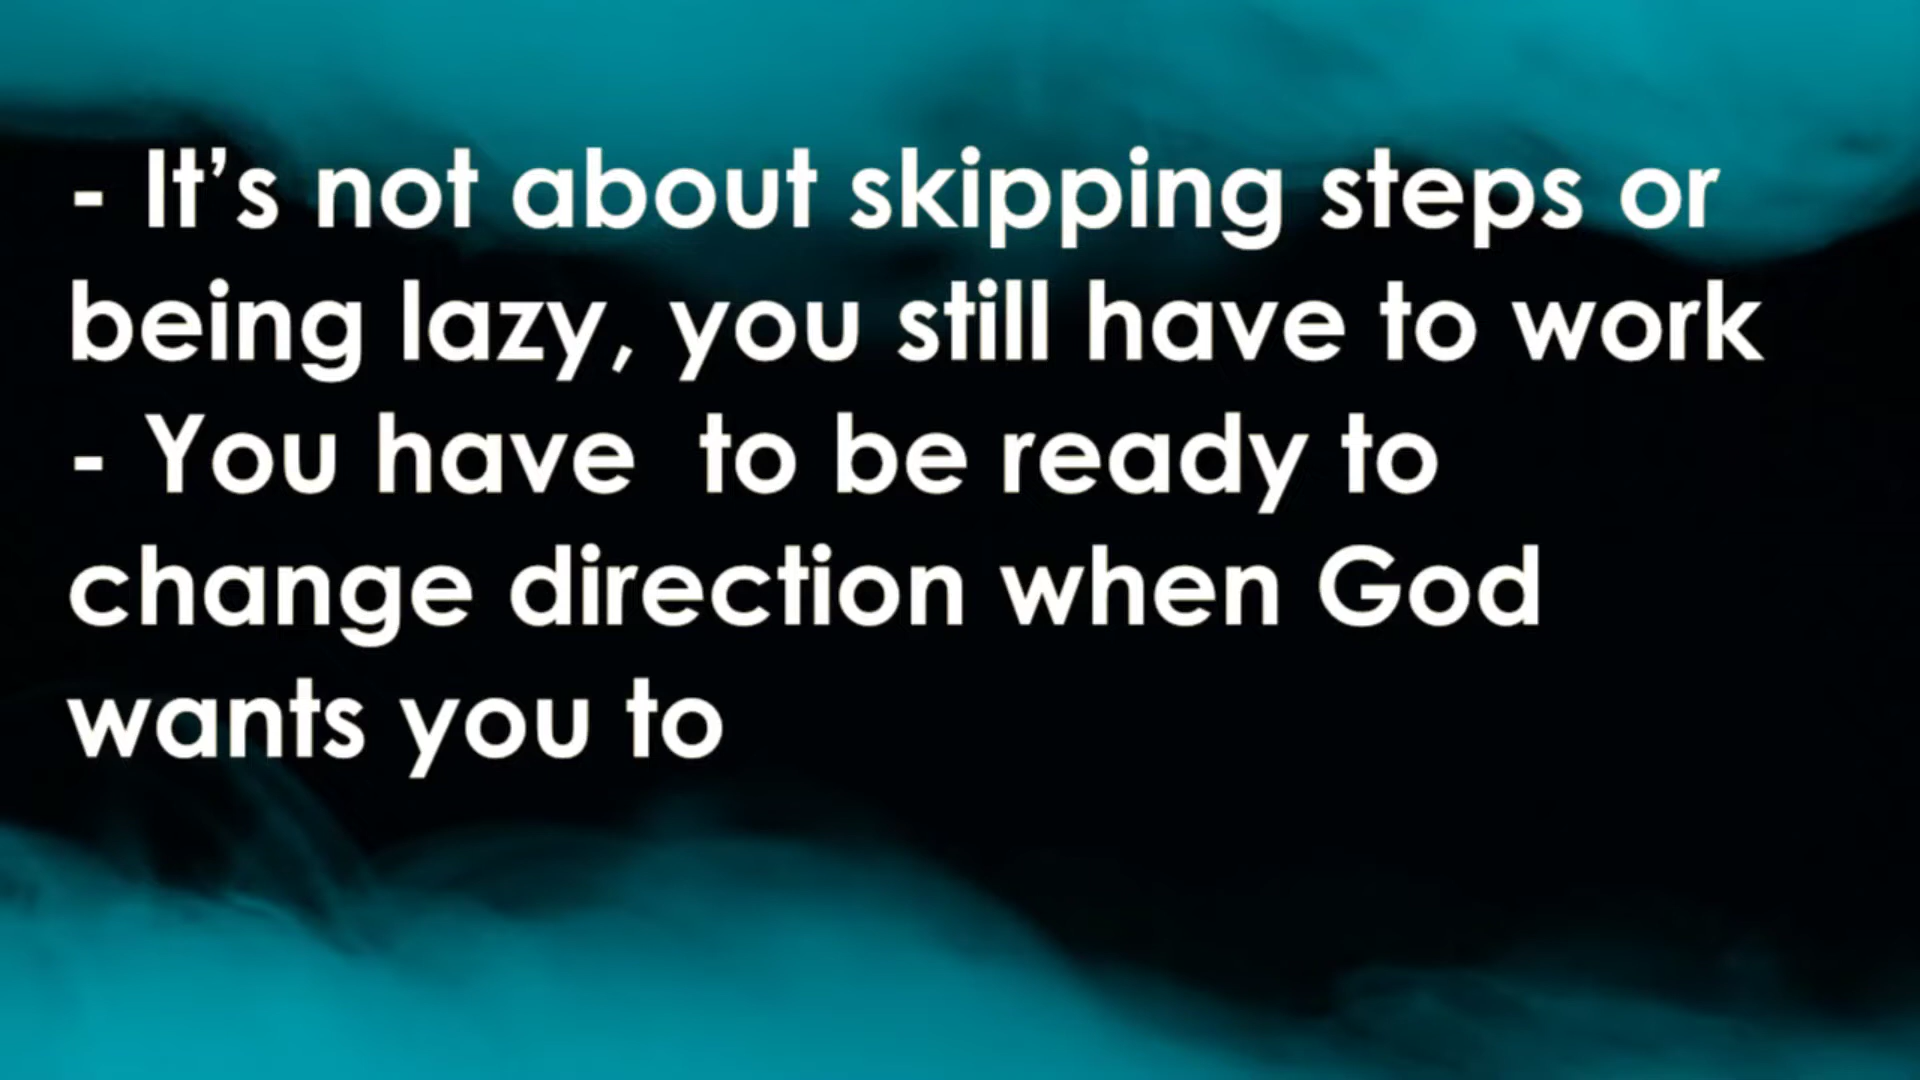 - It’s not about skipping steps or
being lazy, you still have to work
- You have  to be ready to
change direction when God
wants you to